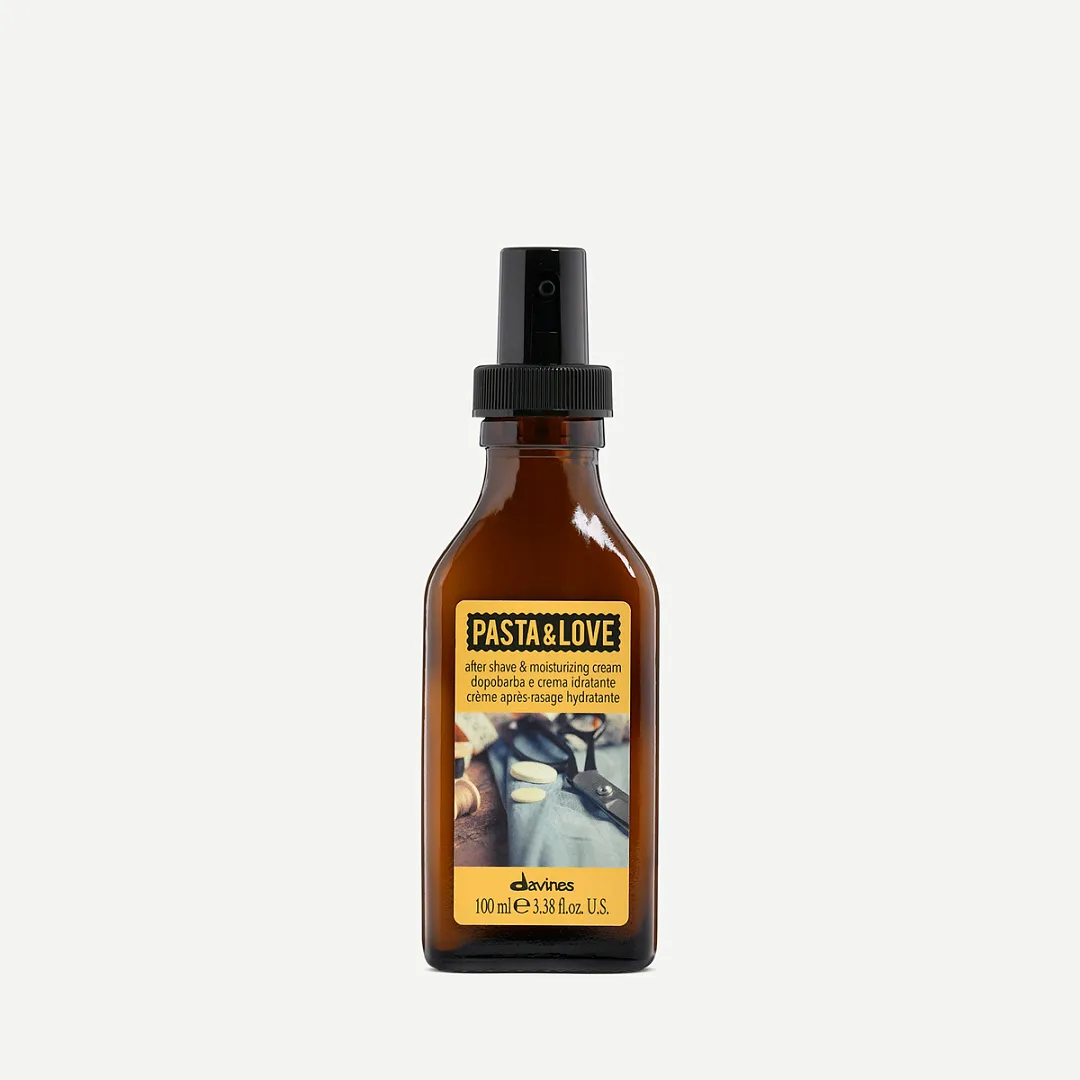 PASTA&LOVE
after shave & moisturizing cream
dopobarba e crema idratante
crème après-rasage hydratante
davines
100 ml ℮ 3.38 fl.oz. U.S.